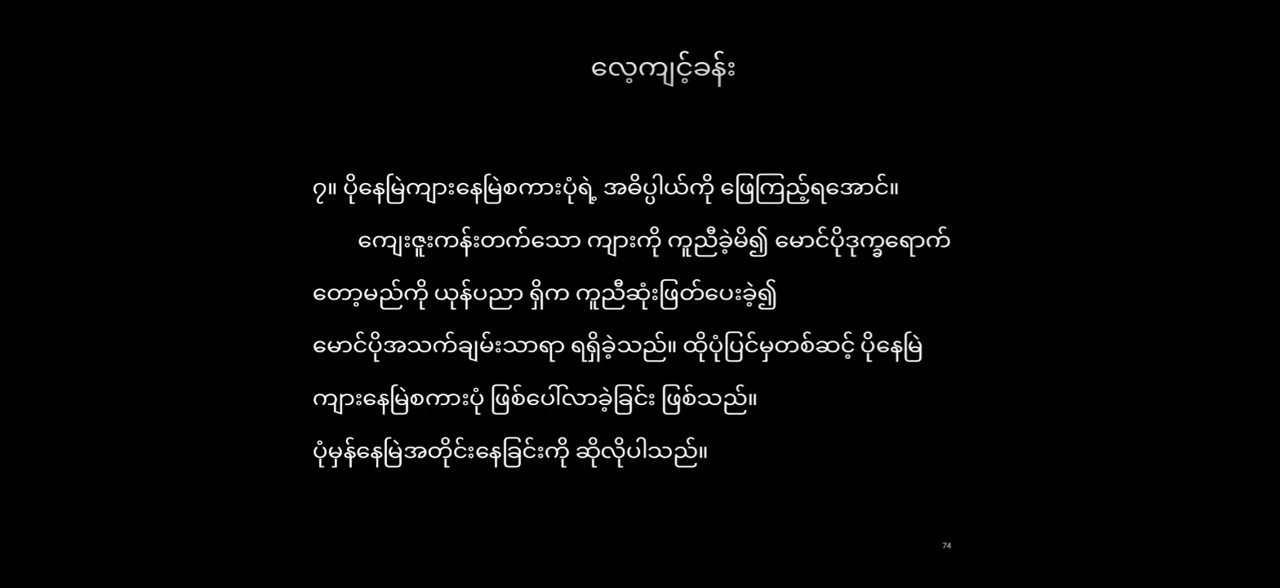 လေ့ကျင့်ခန်း
၇။ ပိုနေမြဲကျားနေမြဲစကားပုံရဲ့ အဓိပ္ပါယ်ကို ဖြေကြည့်ရအောင်။
ကျေးဇူးကန်းတက်သော ကျားကို ကူညီခဲ့မိ၍ မောင်ပိုဒုက္ခရောက်
တော့မည်ကို ယုန်ပညာ ရှိက ကူညီဆုံးဖြတ်ပေးခဲ့၍
မောင်ပိုအသက်ချမ်းသာရာ ရရှိခဲ့သည်။ ထိုပုံပြင်မှတစ်ဆင့် ပိုနေမြဲ
ကျားနေမြဲစကားပုံ ဖြစ်ပေါ်လာခဲ့ခြင်း ဖြစ်သည်။
ပုံမှန်နေမြဲအတိုင်းနေခြင်းကို ဆိုလိုပါသည်။
74